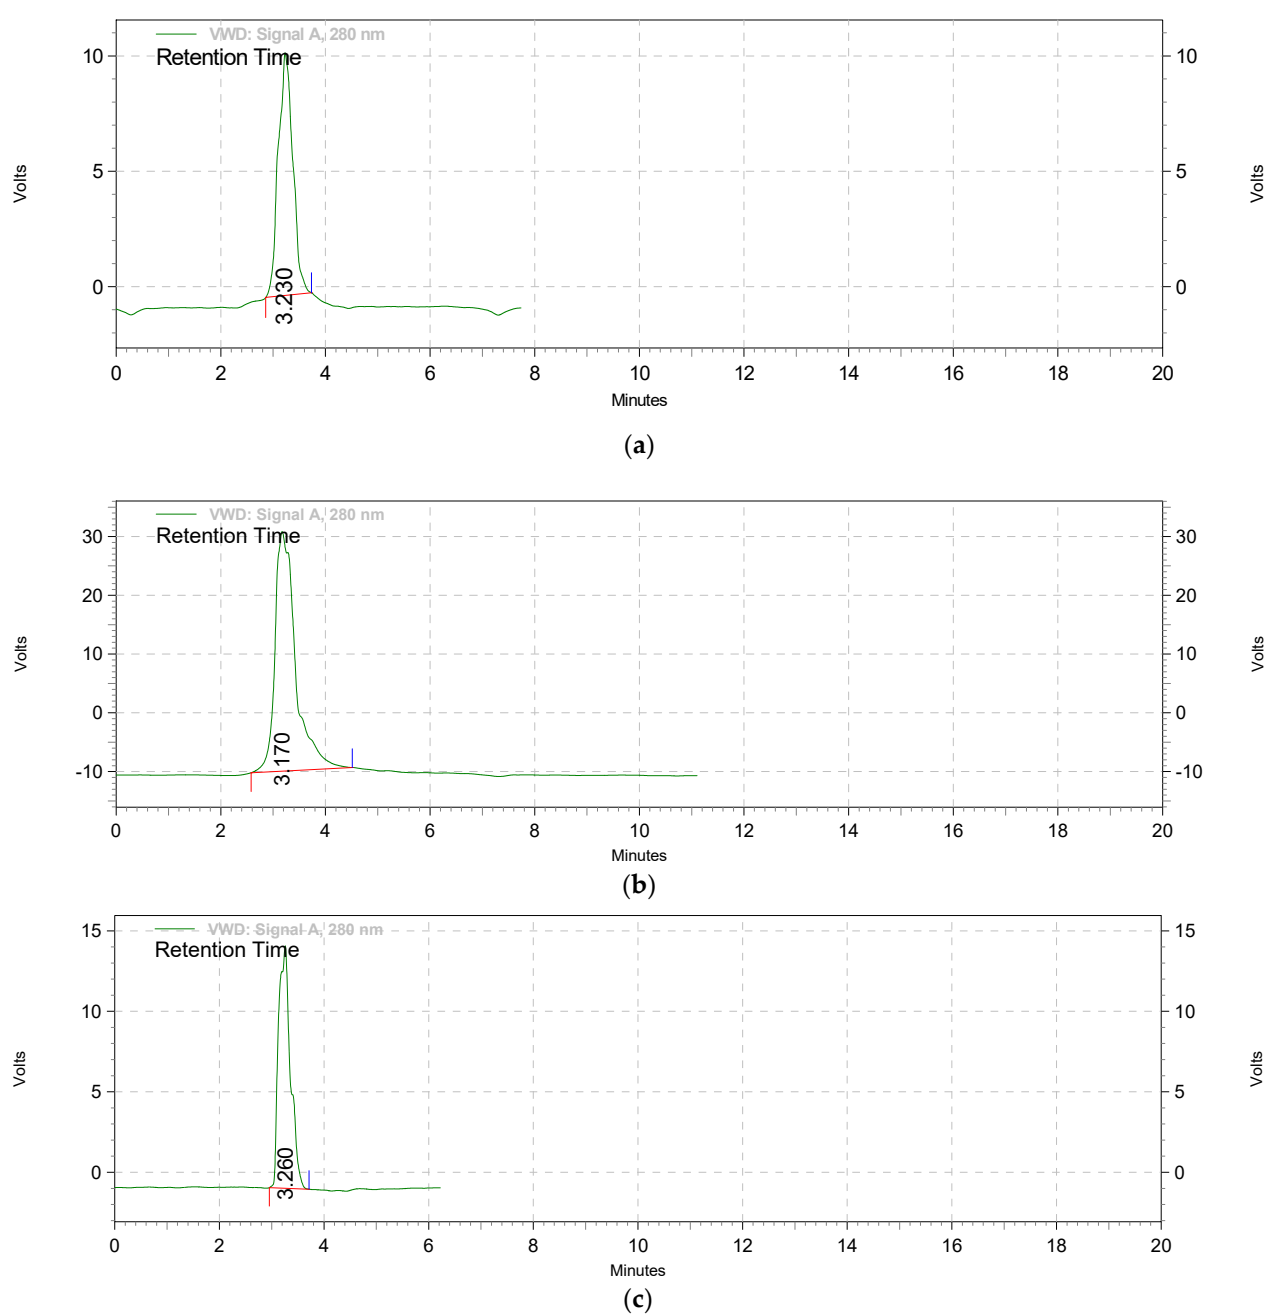 VWD: Signal A, 280 nm
Retention Time
10 10
5 5
0 0
Volts Volts
3.230
0 2 4 6 8 10 12 14 16 18 20
Minutes
(a)
VWD: Signal A, 280 nm
Retention Time
30 30
20 20
10 10
0 0
-10 -10
Volts Volts
3.170
0 2 4 6 8 10 12 14 16 18 20
Minutes
(b)
VWD: Signal A, 280 nm
Retention Time
15 15
10 10
5 5
0 0
Volts Volts
3.260
0 2 4 6 8 10 12 14 16 18 20
Minutes
(c)